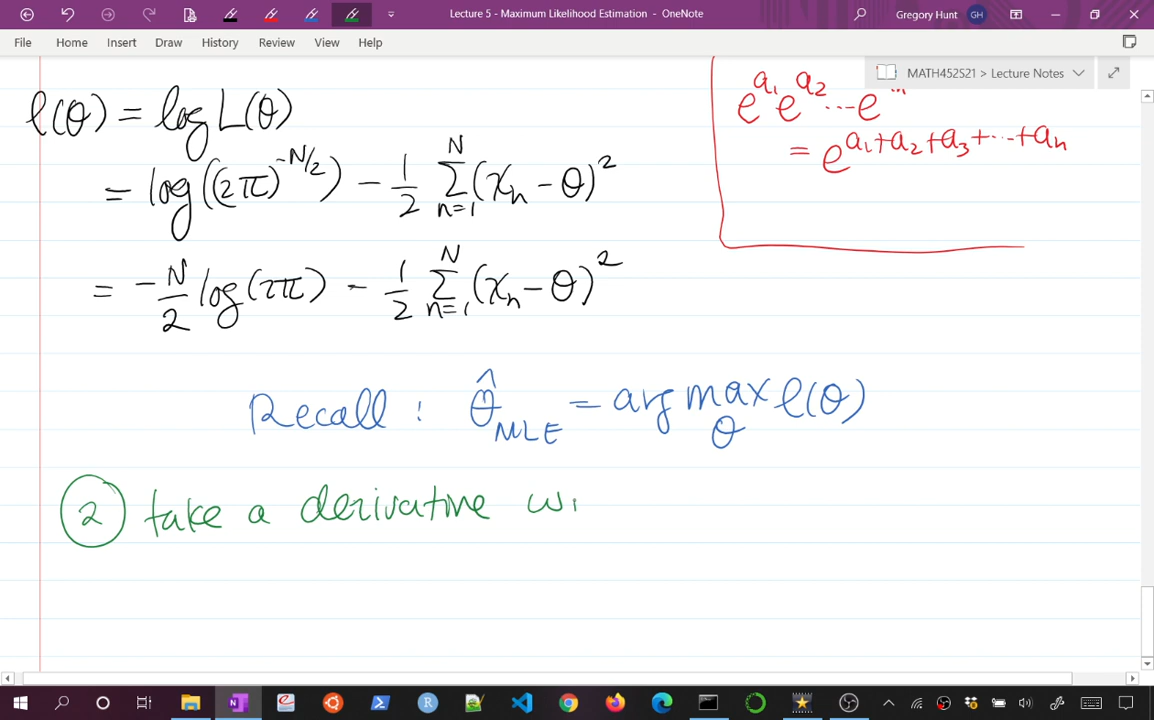 Lecture 5 - Maximum Likelihood Estimation - OneNote
Gregory Hunt GH
File Home Insert Draw History Review View Help
MATH452S21 > Lecture Notes
e^{a_1} e^{a_2} ... e
= e^{a_1+a_2+a_3+...+a_n}
ℓ(θ) = log L(θ)
= log((2π)^{-N/2}) - 1/2 Σ_{n=1}^{N} (x_n - θ)^2
= -N/2 log(2π) - 1/2 Σ_{n=1}^{N} (x_n - θ)^2
Recall : θ̂_{MLE} = arg max_θ ℓ(θ)
2 take a derivative w